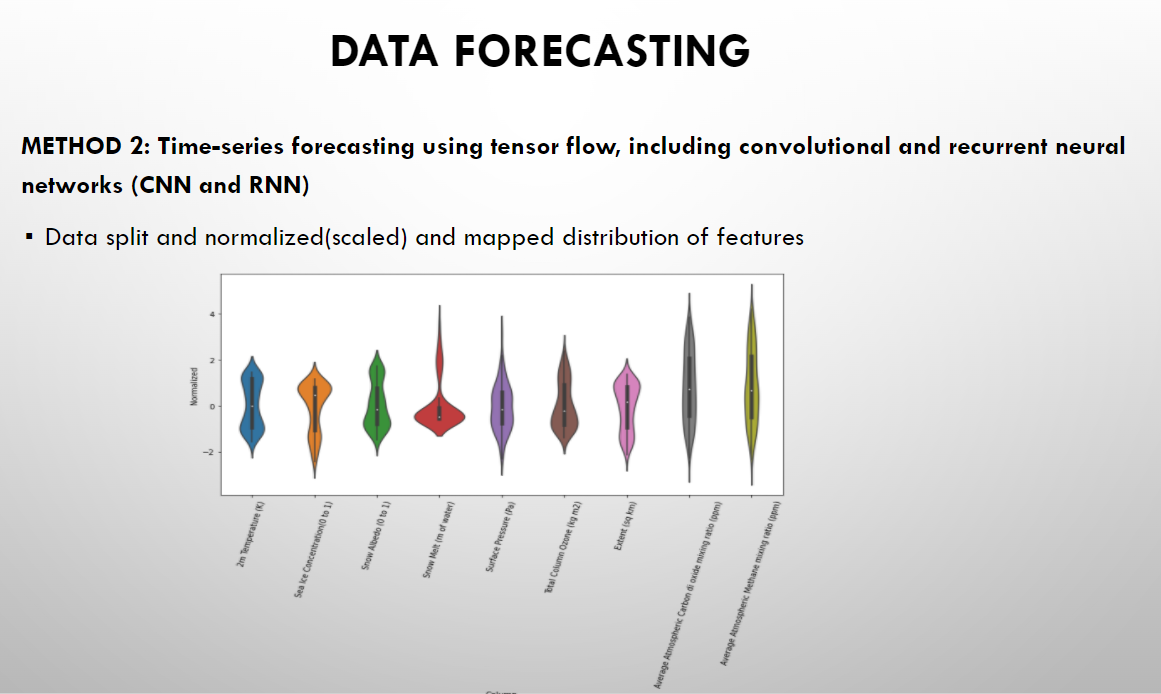 DATA FORECASTING
METHOD 2: Time-series forecasting using tensor flow, including convolutional and recurrent neural
networks (CNN and RNN)
▪ Data split and normalized(scaled) and mapped distribution of features
4
2
0
−2
Normalized
2m Temperature (K)
Sea Ice Concentration(0 to 1)
Snow Albedo (0 to 1)
Snow Melt (m of water)
Surface Pressure (Pa)
Total Column Ozone (kg m2)
Extent (sq km)
Average Atmospheric Carbon di oxide mixing ratio (ppm)
Average Atmospheric Methane mixing ratio (ppm)